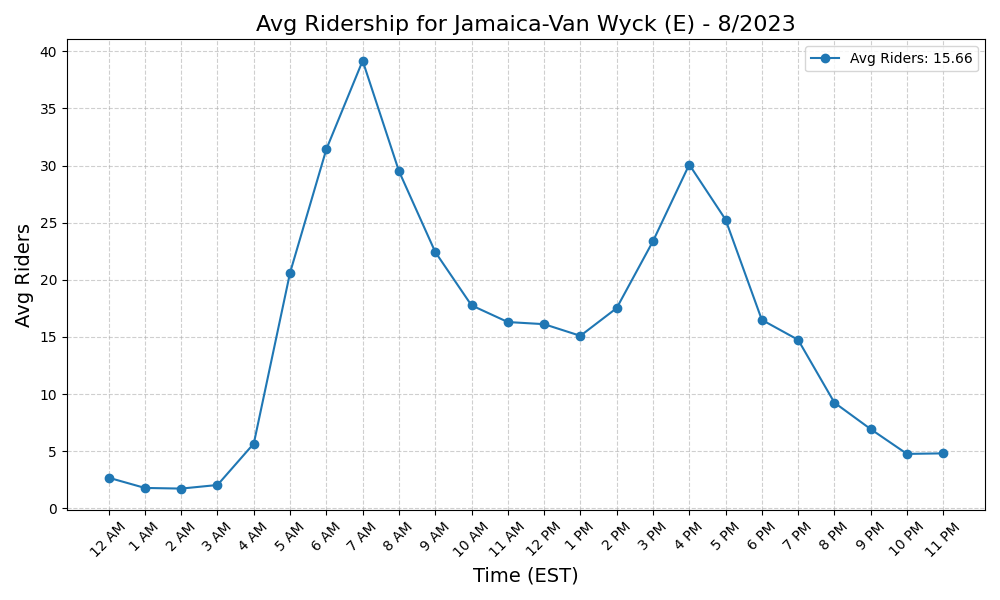 Avg Ridership for Jamaica-Van Wyck (E) - 8/2023
Avg Riders: 15.66
Avg Riders
40
35
30
25
20
15
10
5
0
12 AM
1 AM
2 AM
3 AM
4 AM
5 AM
6 AM
7 AM
8 AM
9 AM
10 AM
11 AM
12 PM
1 PM
2 PM
3 PM
4 PM
5 PM
6 PM
7 PM
8 PM
9 PM
10 PM
11 PM
Time (EST)